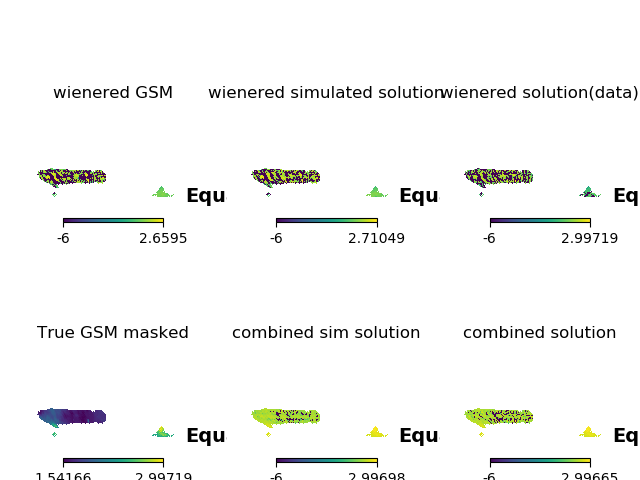 wienered GSM wienered simulated solution wienered solution(data)
Equ Equ Eq
-6 2.6595 -6 2.71049 -6 2.99719
True GSM masked combined sim solution combined solution
Equ Equ Eq
1.54166 2.99719 -6 2.99698 -6 2.99665